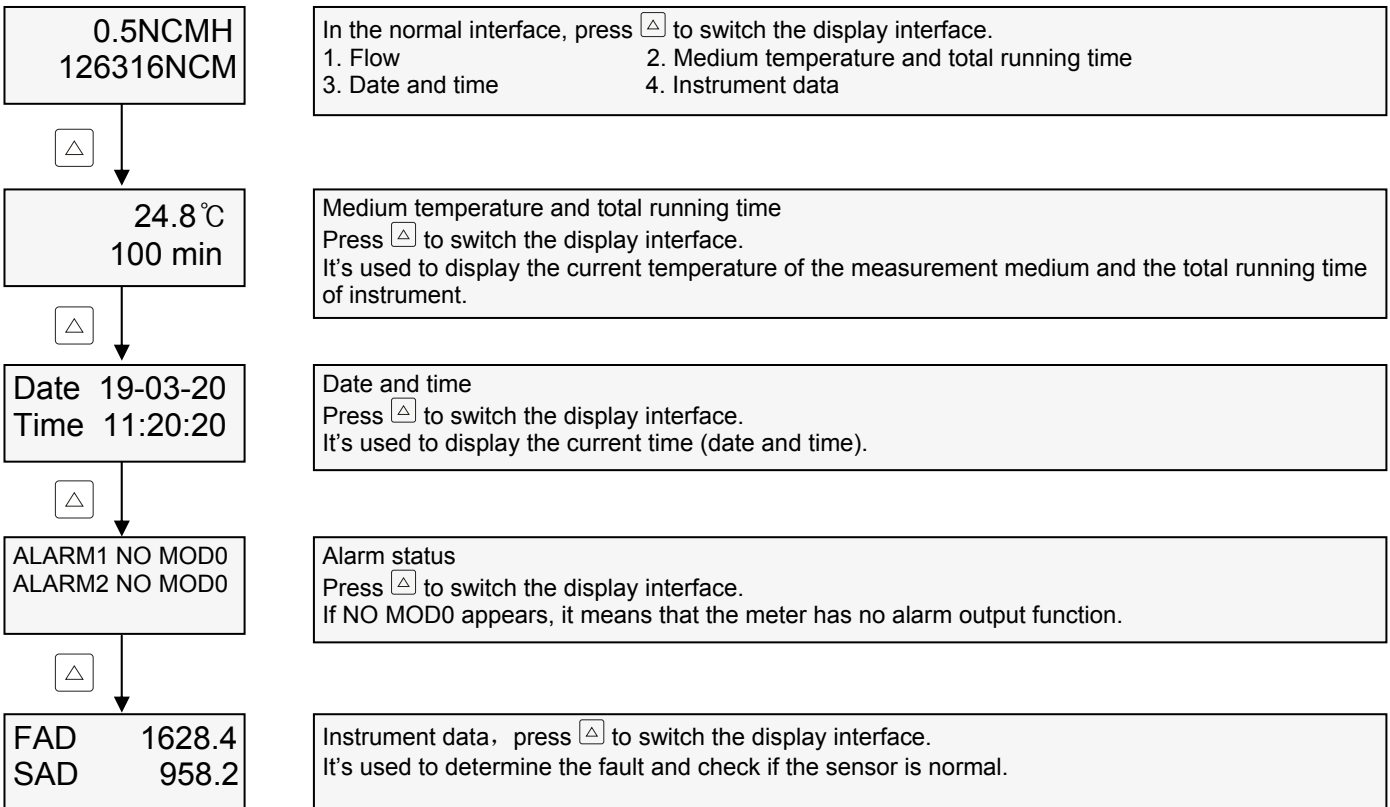 0.5NCMH
126316NCM
In the normal interface, press △ to switch the display interface.
1. Flow 2. Medium temperature and total running time
3. Date and time 4. Instrument data
△
24.8℃
100 min
Medium temperature and total running time
Press △ to switch the display interface.
It’s used to display the current temperature of the measurement medium and the total running time
of instrument.
△
Date 19-03-20
Time 11:20:20
Date and time
Press △ to switch the display interface.
It’s used to display the current time (date and time).
△
ALARM1 NO MOD0
ALARM2 NO MOD0
Alarm status
Press △ to switch the display interface.
If NO MOD0 appears, it means that the meter has no alarm output function.
△
FAD 1628.4
SAD 958.2
Instrument data，press △ to switch the display interface.
It’s used to determine the fault and check if the sensor is normal.